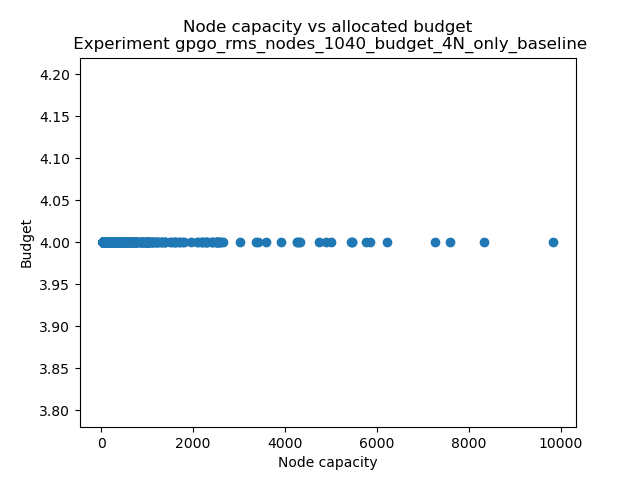 Node capacity vs allocated budget
Experiment gpgo_rms_nodes_1040_budget_4N_only_baseline
4.20
4.15
4.10
4.05
4.00
3.95
3.90
3.85
3.80
Budget
0 2000 4000 6000 8000 10000
Node capacity